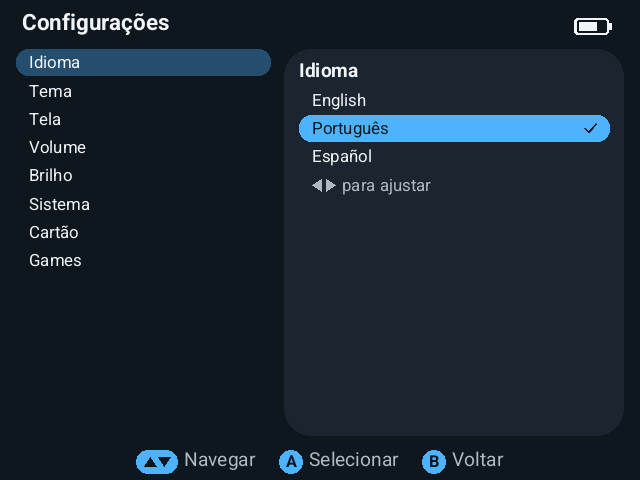 Configurações
Idioma
Tema
Tela
Volume
Brilho
Sistema
Cartão
Games
Idioma
English
Português
Español
para ajustar
Navegar A Selecionar B Voltar